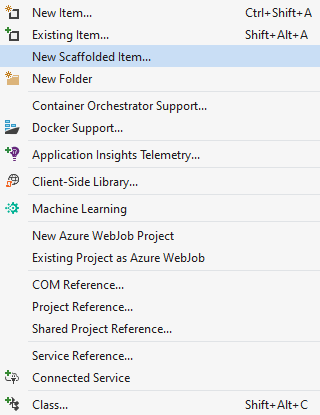 New Item... Ctrl+Shift+A
Existing Item... Shift+Alt+A
New Scaffolded Item...
New Folder
Container Orchestrator Support...
Docker Support...
Application Insights Telemetry...
Client-Side Library...
Machine Learning
New Azure WebJob Project
Existing Project as Azure WebJob
COM Reference...
Project Reference...
Shared Project Reference...
Service Reference...
Connected Service
Class... Shift+Alt+C